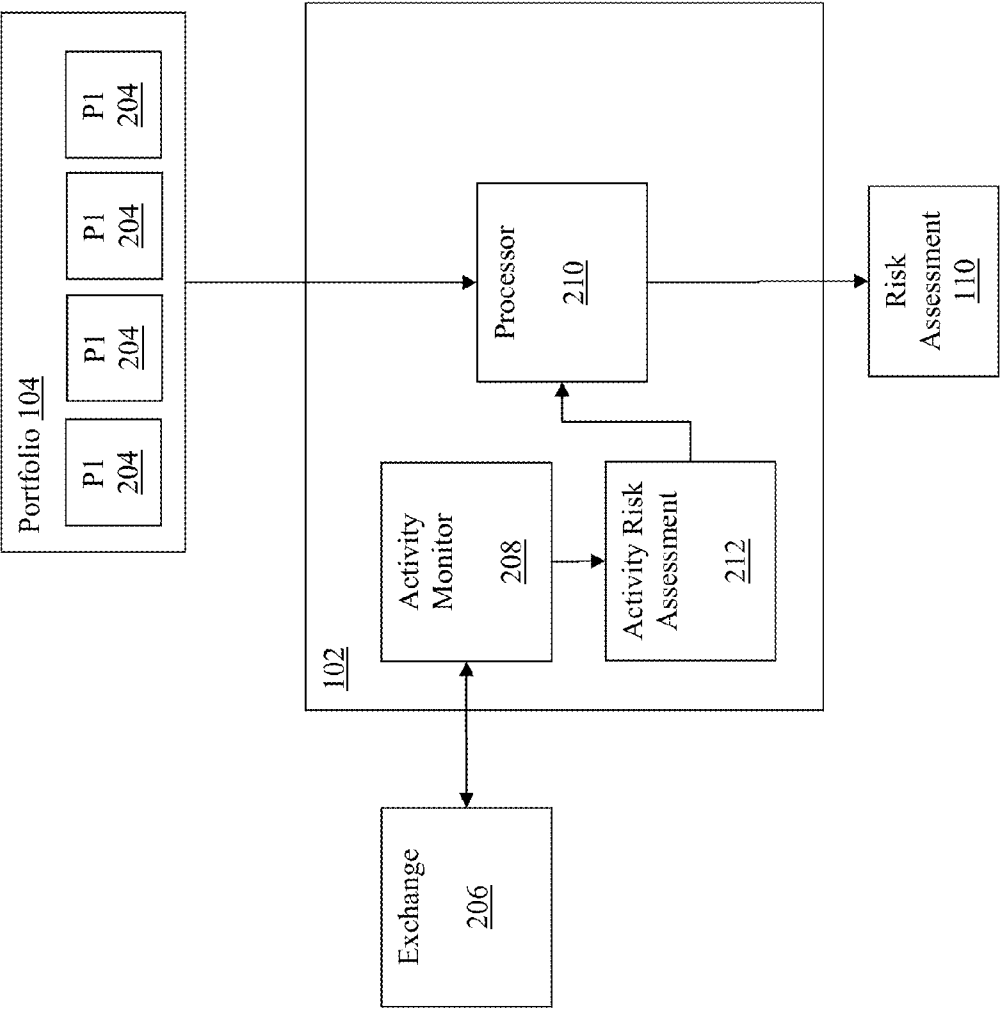 Portfolio 104
P1
204
P1
204
P1
204
P1
204
102
Exchange
206
Activity
Monitor
208
Activity Risk
Assessment
212
Processor
210
Risk
Assessment
110